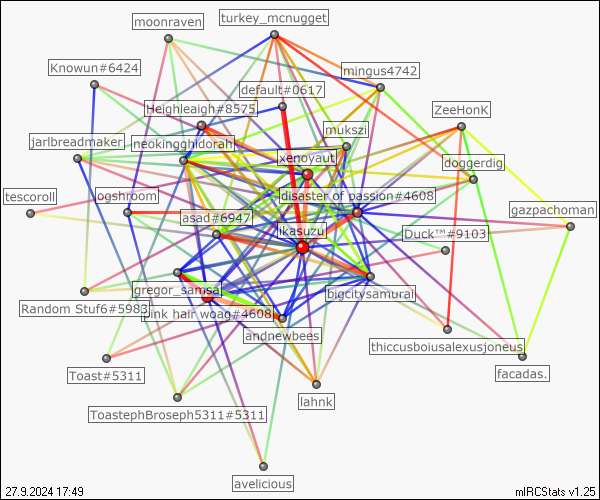 moonraven
turkey_mcnugget
Knowun#6424
mingus4742
default#0617
Heighleaigh#8575
ZeeHonK
mukszi
jarlbreadmaker
neokingghidorah
xenoyaut
doggerdig
tescoroll
ogshroom
disaster of passion#4608
asad#6947
gazpachoman
ikasuzu
Duck™#9103
gregor_samsa
bigcitysamurai
Random Stuf6#5983
pink hair woag#4608
andnewbees
thiccusboiusalexusjoneus
Toast#5311
facadas.
lahnk
ToastephBroseph5311#5311
avelicious
27.9.2024 17:49
mIRCStats v1.25